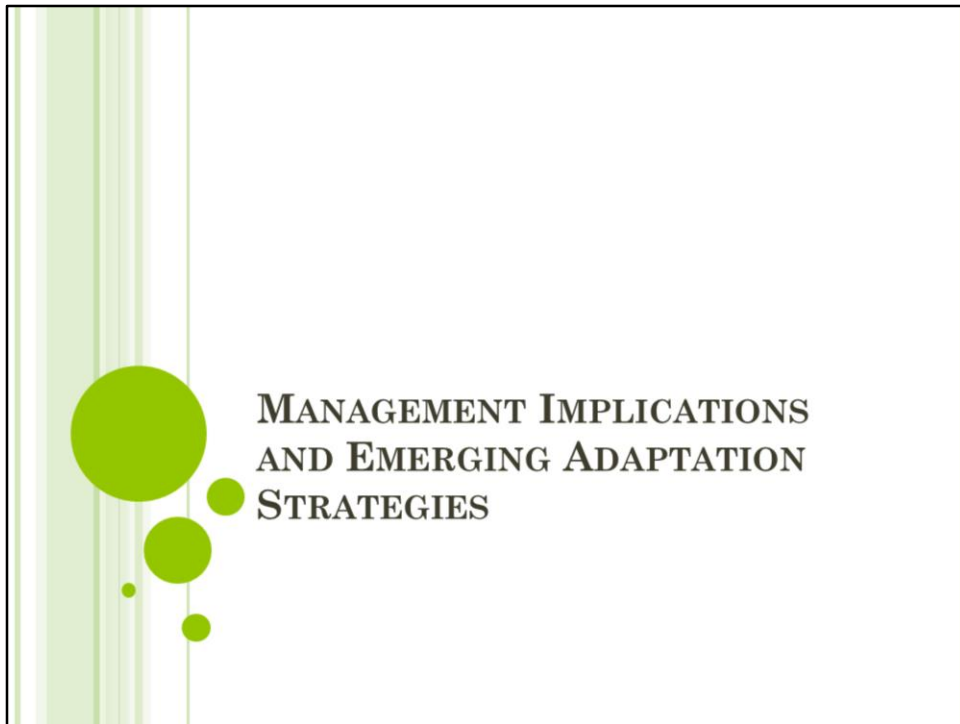 Management Implications
and Emerging Adaptation
Strategies